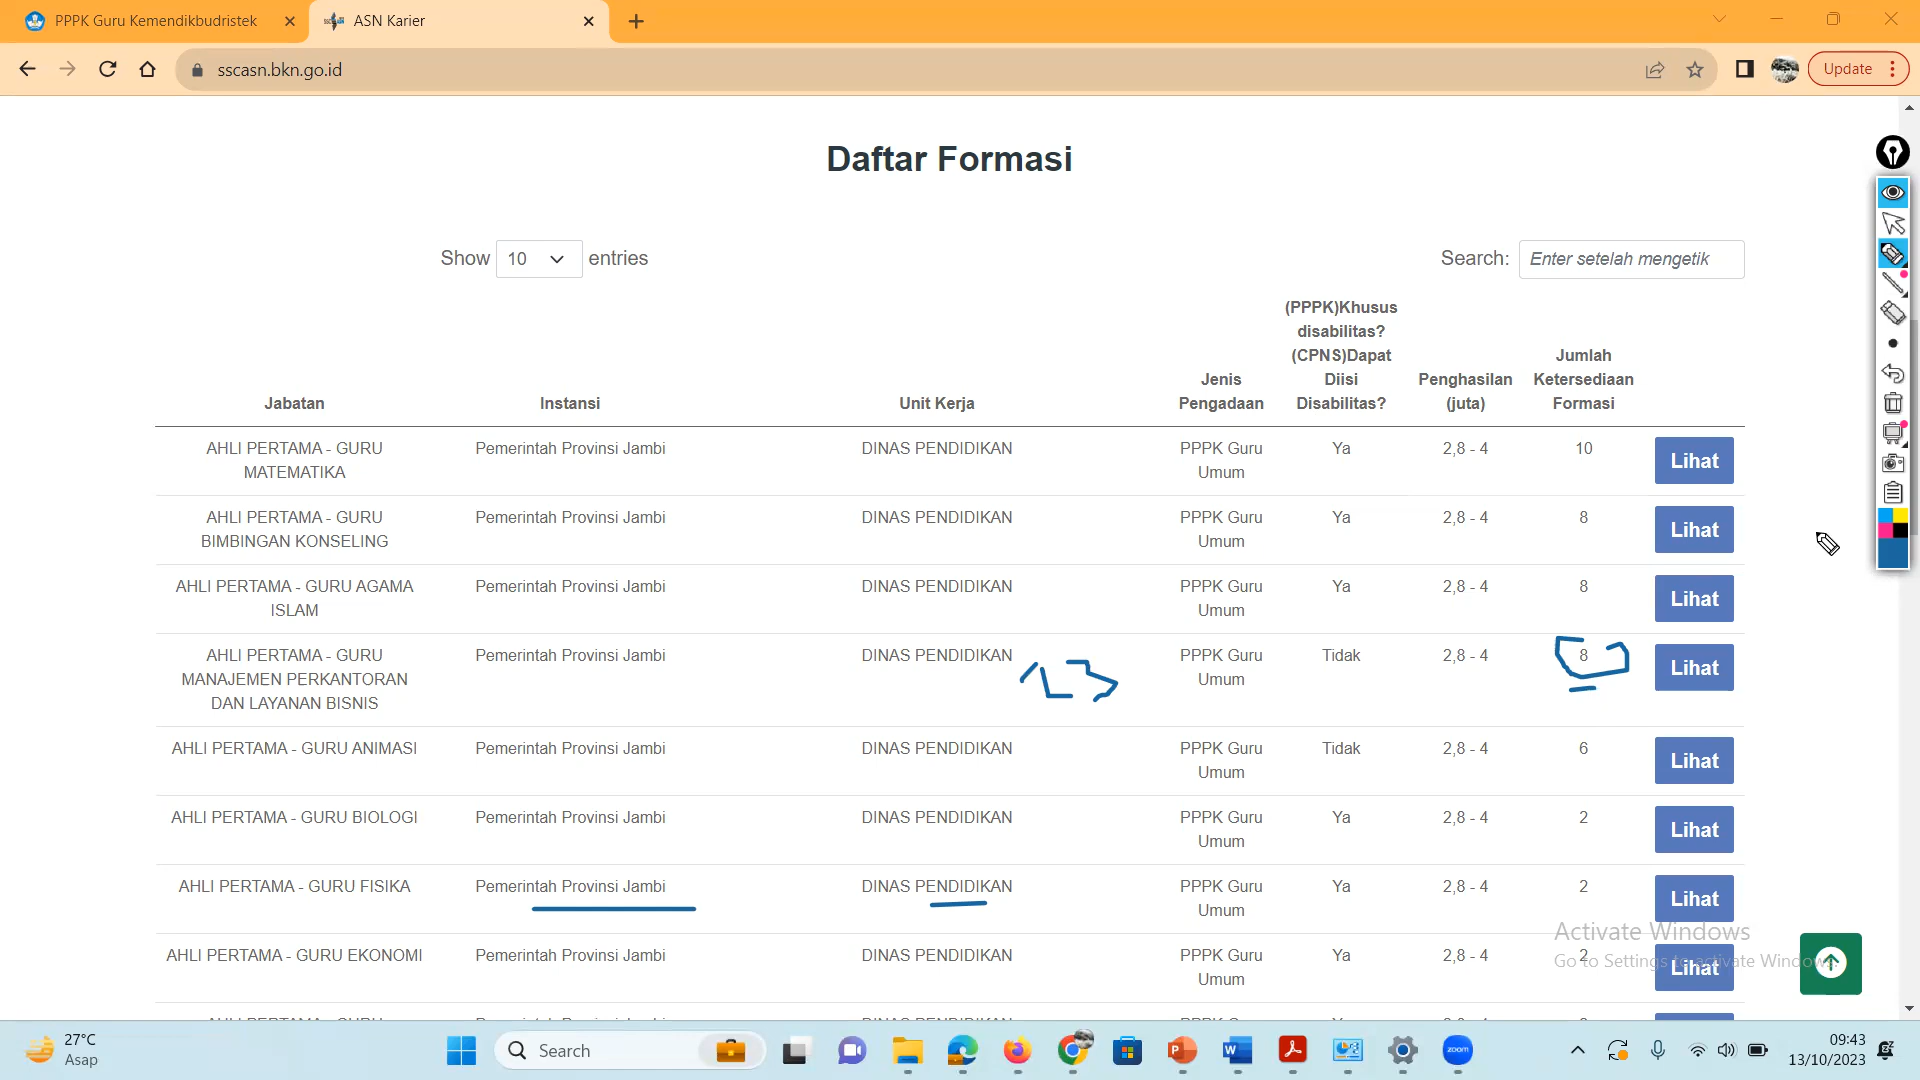 PPPK Guru Kemendikbudristek
ASN Karier
sscasn.bkn.go.id
Update
Daftar Formasi
Show 10 entries
Search: Enter setelah mengetik
Jabatan
Instansi
Unit Kerja
Jenis
Pengadaan
(PPPK)Khusus
disabilitas?
(CPNS)Dapat
Diisi
Disabilitas?
Penghasilan
(juta)
Jumlah
Ketersediaan
Formasi
AHLI PERTAMA - GURU
MATEMATIKA
Pemerintah Provinsi Jambi
DINAS PENDIDIKAN
PPPK Guru
Umum
Ya
2,8 - 4
10
Lihat
AHLI PERTAMA - GURU
BIMBINGAN KONSELING
Pemerintah Provinsi Jambi
DINAS PENDIDIKAN
PPPK Guru
Umum
Ya
2,8 - 4
8
Lihat
AHLI PERTAMA - GURU AGAMA
ISLAM
Pemerintah Provinsi Jambi
DINAS PENDIDIKAN
PPPK Guru
Umum
Ya
2,8 - 4
8
Lihat
AHLI PERTAMA - GURU
MANAJEMEN PERKANTORAN
DAN LAYANAN BISNIS
Pemerintah Provinsi Jambi
DINAS PENDIDIKAN
PPPK Guru
Umum
Tidak
2,8 - 4
8
Lihat
AHLI PERTAMA - GURU ANIMASI
Pemerintah Provinsi Jambi
DINAS PENDIDIKAN
PPPK Guru
Umum
Tidak
2,8 - 4
6
Lihat
AHLI PERTAMA - GURU BIOLOGI
Pemerintah Provinsi Jambi
DINAS PENDIDIKAN
PPPK Guru
Umum
Ya
2,8 - 4
2
Lihat
AHLI PERTAMA - GURU FISIKA
Pemerintah Provinsi Jambi
DINAS PENDIDIKAN
PPPK Guru
Umum
Ya
2,8 - 4
2
Lihat
AHLI PERTAMA - GURU EKONOMI
Pemerintah Provinsi Jambi
DINAS PENDIDIKAN
PPPK Guru
Umum
Ya
2,8 - 4
2
Lihat
Activate Windows
Go to Settings to activate Windows.
27°C
Asap
Search
zoom
09:43
13/10/2023